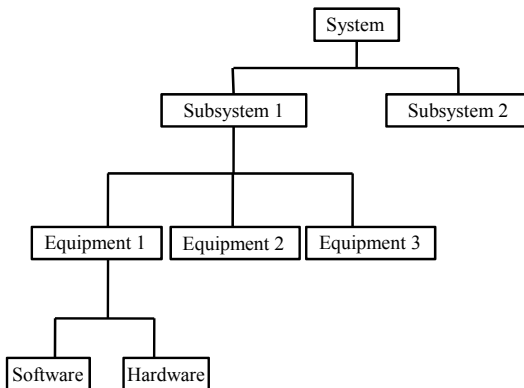 System
Subsystem 1
Subsystem 2
Equipment 1
Equipment 2
Equipment 3
Software
Hardware